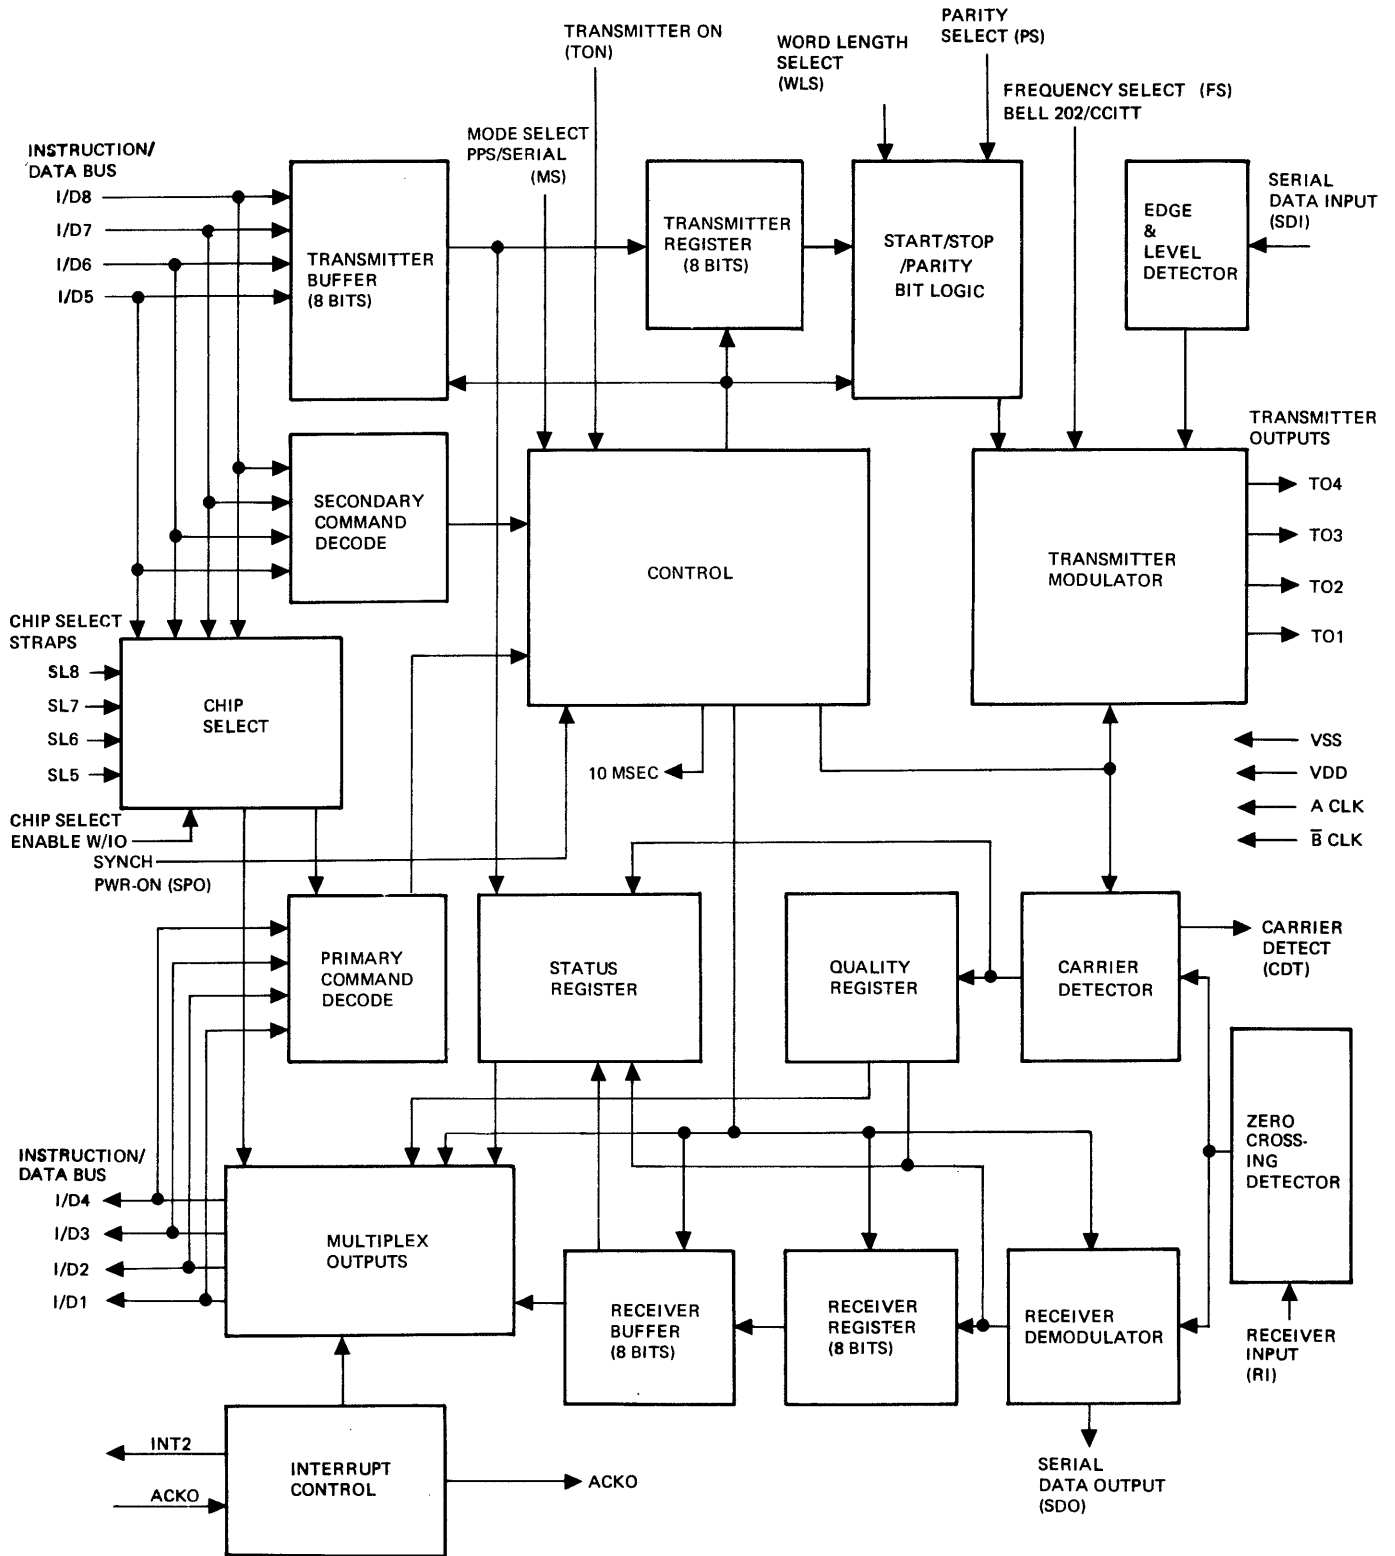 PARITY
SELECT (PS)
TRANSMITTER ON
(TON)
WORD LENGTH
SELECT
(WLS)
FREQUENCY SELECT (FS)
BELL 202/CCITT
MODE SELECT
PPS/SERIAL
(MS)
INSTRUCTION/
DATA BUS
I/D8
I/D7
I/D6
I/D5
TRANSMITTER
BUFFER
(8 BITS)
TRANSMITTER
REGISTER
(8 BITS)
START/STOP
/PARITY
BIT LOGIC
EDGE
&
LEVEL
DETECTOR
SERIAL
DATA INPUT
(SDI)
SECONDARY
COMMAND
DECODE
CONTROL
TRANSMITTER
MODULATOR
TRANSMITTER
OUTPUTS
TO4
TO3
TO2
TO1
CHIP SELECT
STRAPS
SL8
SL7
SL6
SL5
CHIP
SELECT
10 MSEC
VSS
VDD
A CLK
B̅ CLK
CHIP SELECT
ENABLE W/IO
SYNCH
PWR-ON (SPO)
PRIMARY
COMMAND
DECODE
STATUS
REGISTER
QUALITY
REGISTER
CARRIER
DETECTOR
CARRIER
DETECT
(CDT)
ZERO
CROSS-
ING
DETECTOR
INSTRUCTION/
DATA BUS
I/D4
I/D3
I/D2
I/D1
MULTIPLEX
OUTPUTS
RECEIVER
BUFFER
(8 BITS)
RECEIVER
REGISTER
(8 BITS)
RECEIVER
DEMODULATOR
RECEIVER
INPUT
(RI)
INT2
ACKO
INTERRUPT
CONTROL
ACKO
SERIAL
DATA OUTPUT
(SDO)